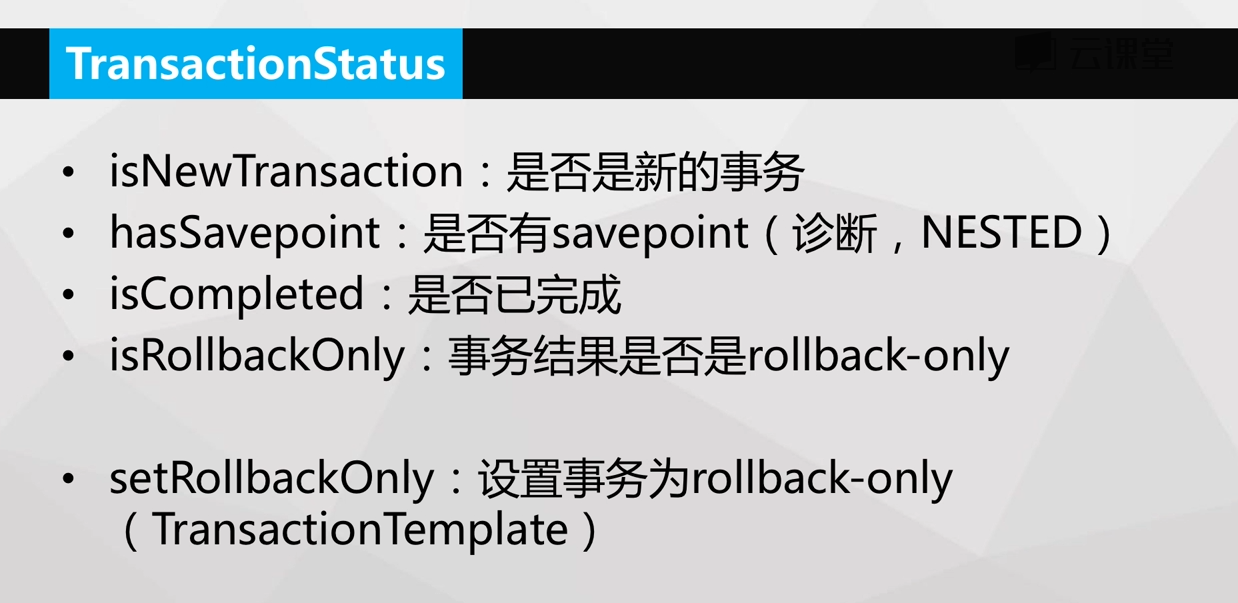 TransactionStatus
云课堂
• isNewTransaction：是否是新的事务
• hasSavepoint：是否有savepoint（诊断，NESTED）
• isCompleted：是否已完成
• isRollbackOnly：事务结果是否是rollback-only
• setRollbackOnly：设置事务为rollback-only
（TransactionTemplate）